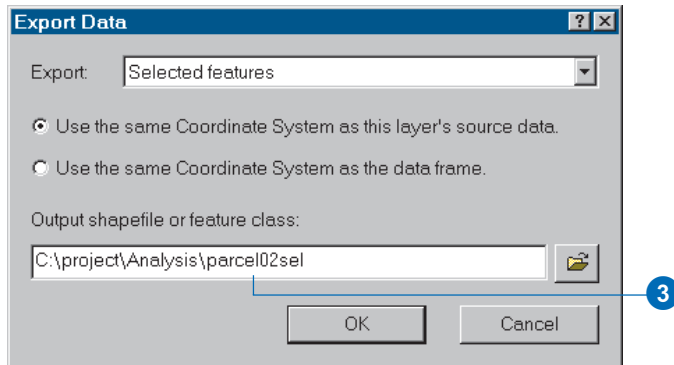 Export Data
Export: Selected features
Use the same Coordinate System as this layer's source data.
Use the same Coordinate System as the data frame.
Output shapefile or feature class:
C:\project\Analysis\parcel02sel
3
OK Cancel